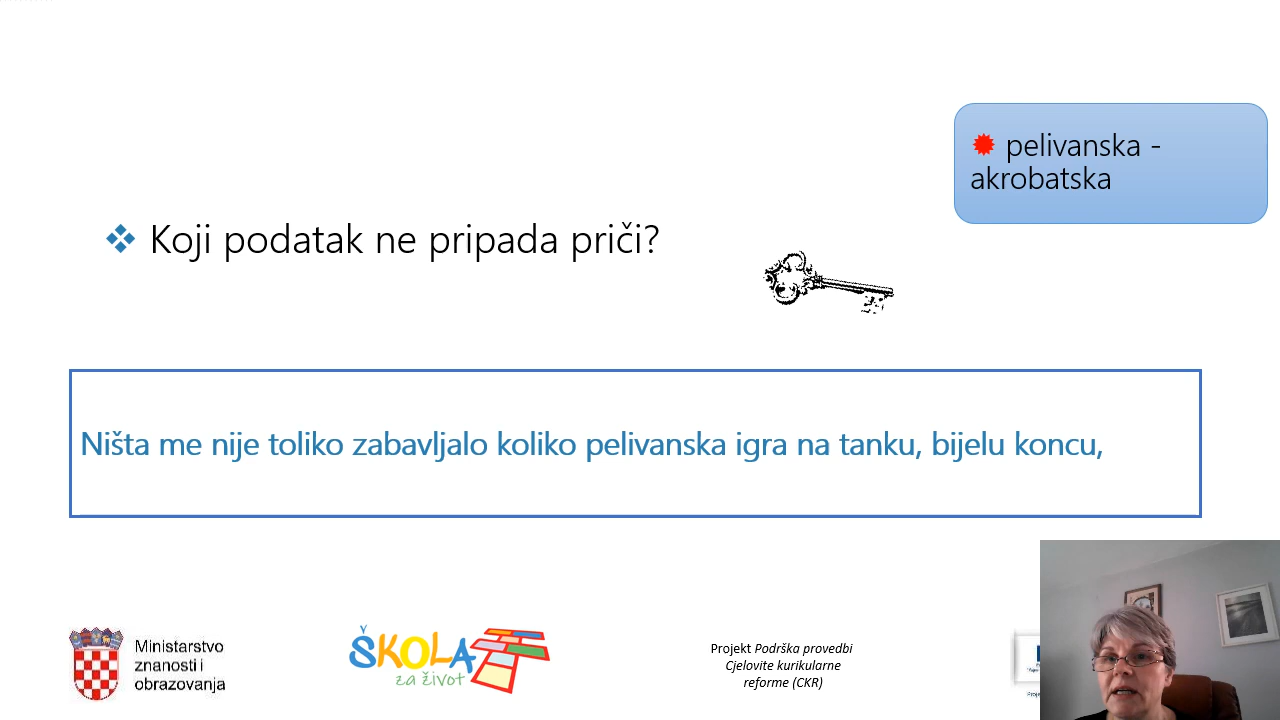 pelivanska -
akrobatska
Koji podatak ne pripada priči?
Ništa me nije toliko zabavljalo koliko pelivanska igra na tanku, bijelu koncu,
Ministarstvo
znanosti i
obrazovanja
ŠKOLA
za život
Projekt Podrška provedbi
Cjelovite kurikularne
reforme (CKR)